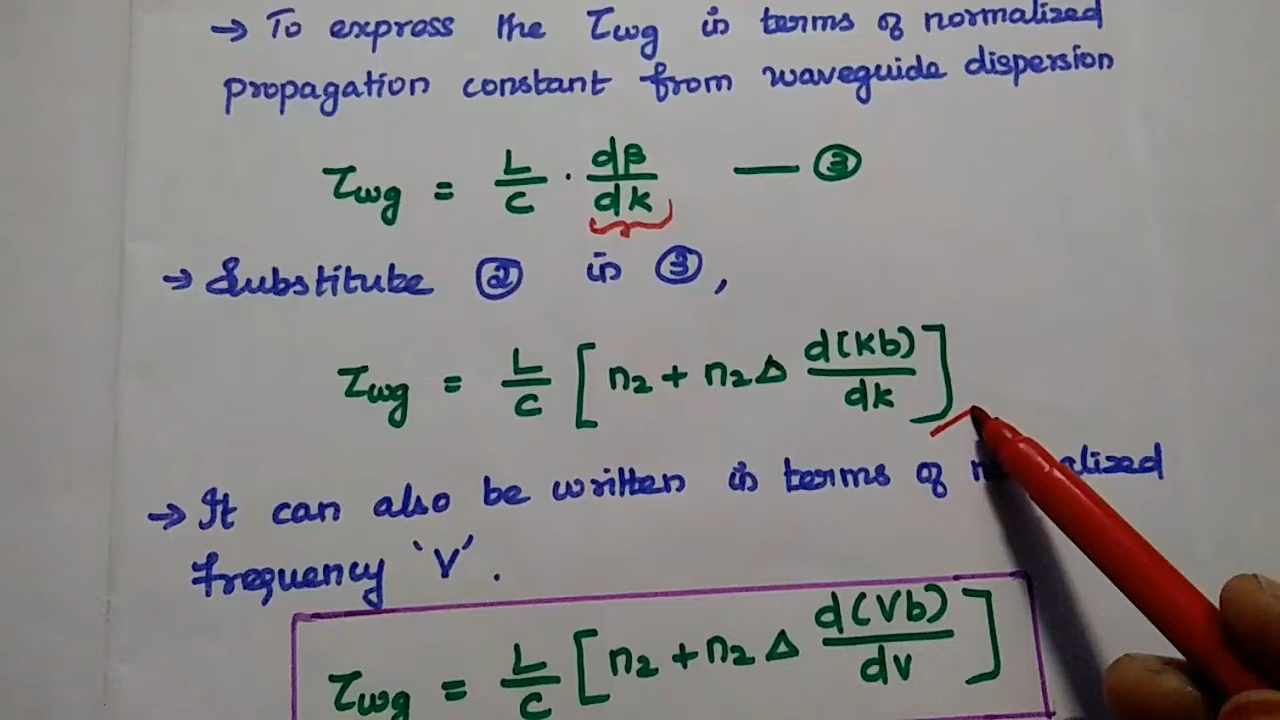 → To express the τwg in terms of normalized
propagation constant from waveguide dispersion
τwg = L/C · dβ/dk — ③
→ Substitute ② in ③,
τwg = L/C [ n₂ + n₂Δ d(kb)/dk ]
→ It can also be written in terms of normalized
frequency 'V'.
τwg = L/C [ n₂ + n₂ Δ d(Vb)/dV ]